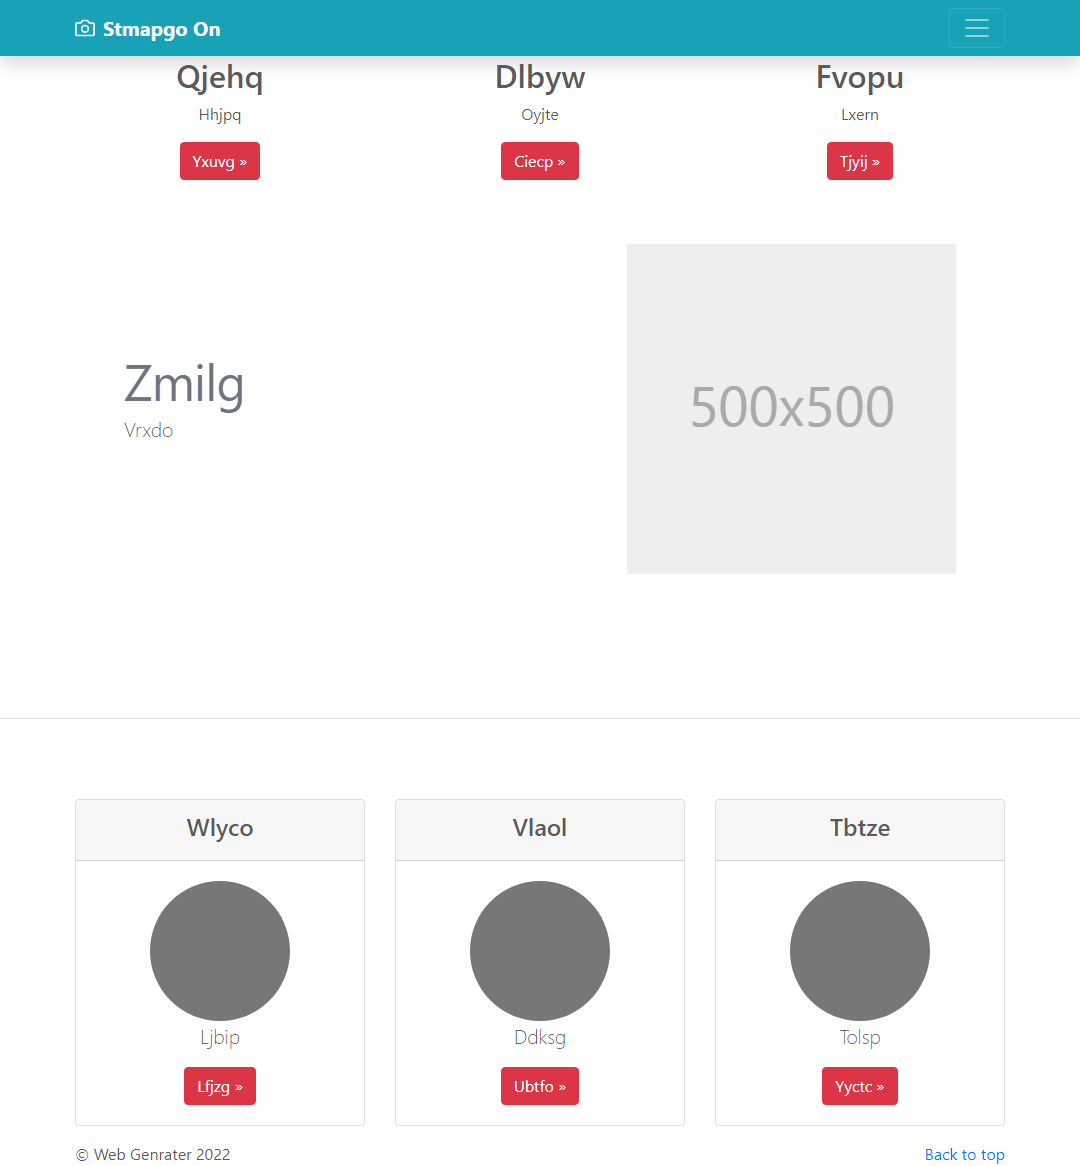 Stmapgo On
Qjehq
Hhjpq
Yxuvg »
Dlbyw
Oyjte
Ciecp »
Fvopu
Lxern
Tjyij »
Zmilg
Vrxdo
500x500
Wlyco
Ljbip
Lfjzg »
Vlaol
Ddksg
Ubtfo »
Tbtze
Tolsp
Yyctc »
© Web Genrater 2022
Back to top